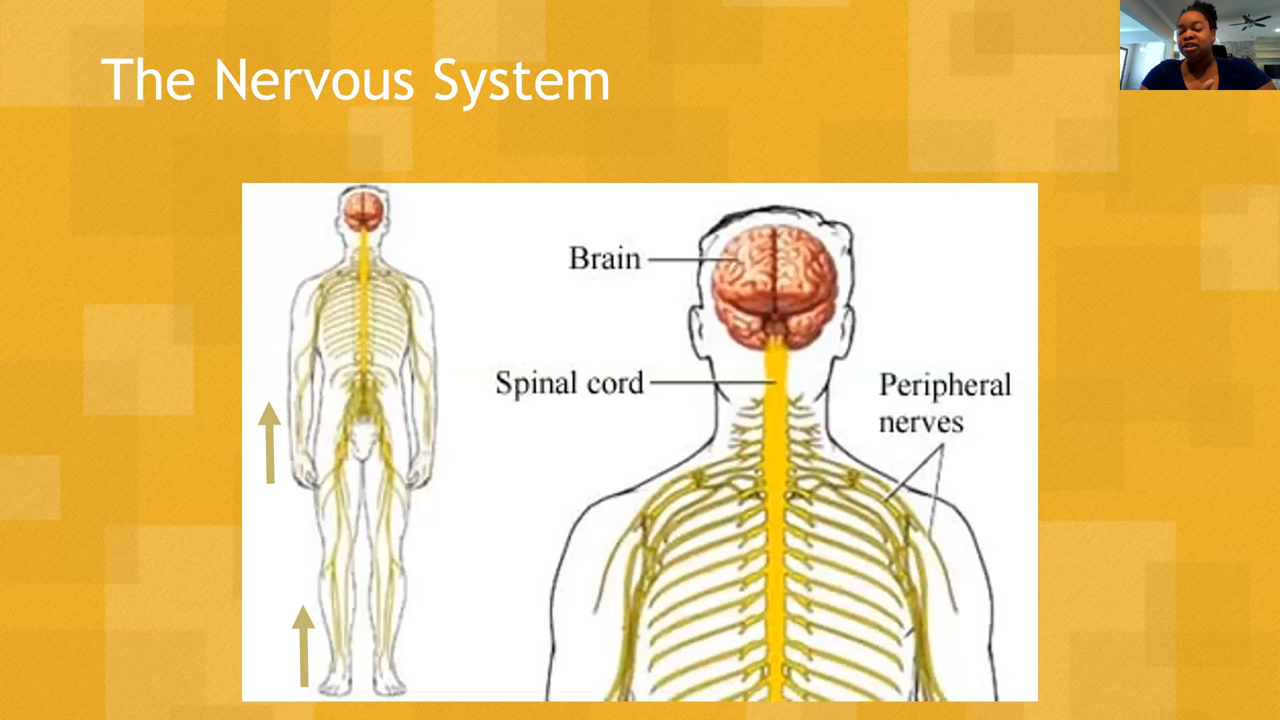 The Nervous System
Brain
Spinal cord
Peripheral
nerves